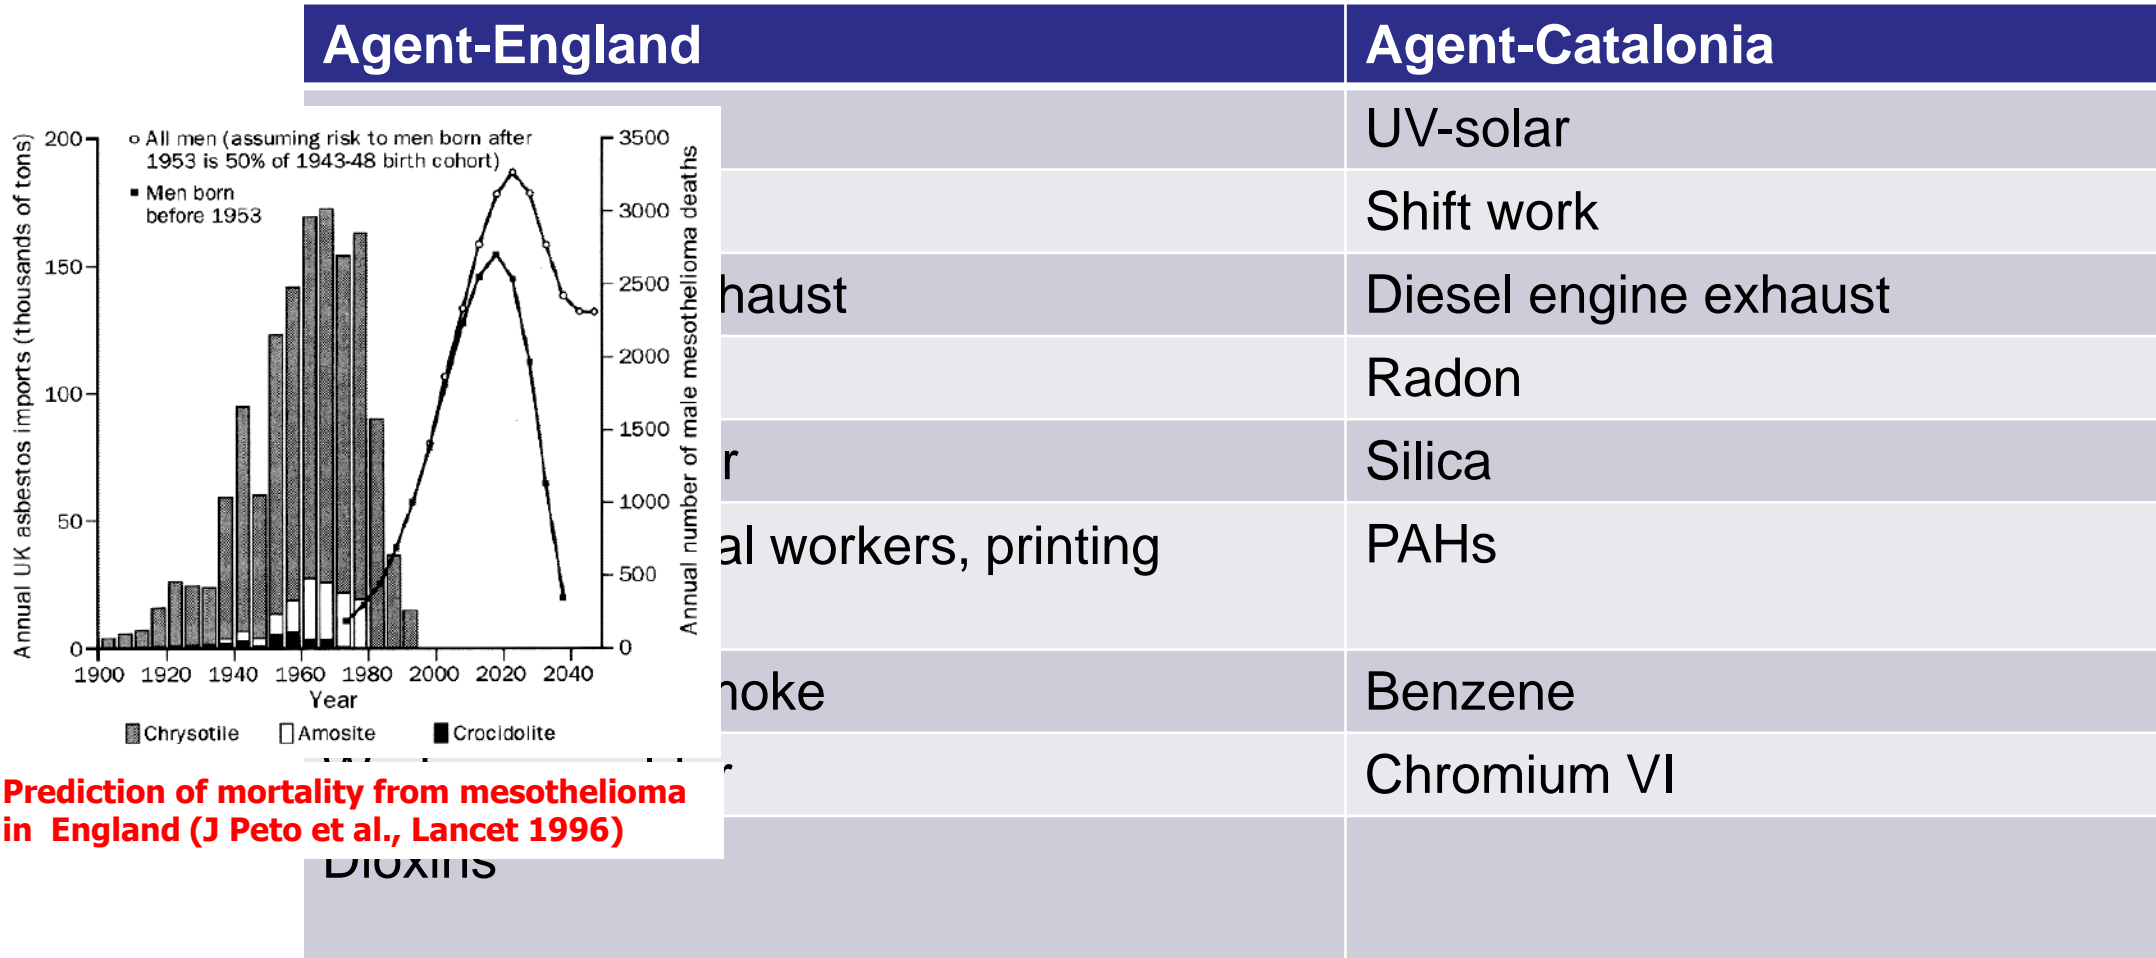 Agent-England
Agent-Catalonia
UV-solar
Shift work
haust
Diesel engine exhaust
Radon
r
Silica
al workers, printing
PAHs
noke
Benzene
r
Chromium VI
Dioxins
200
150
100
50
0
Annual UK asbestos imports (thousands of tons)
All men (assuming risk to men born after
1953 is 50% of 1943-48 birth cohort)
Men born
before 1953
3500
3000
2500
2000
1500
1000
500
0
Annual number of male mesothelioma deaths
1900 1920 1940 1960 1980 2000 2020 2040
Year
Chrysotile Amosite Crocidolite
Prediction of mortality from mesothelioma
in England (J Peto et al., Lancet 1996)